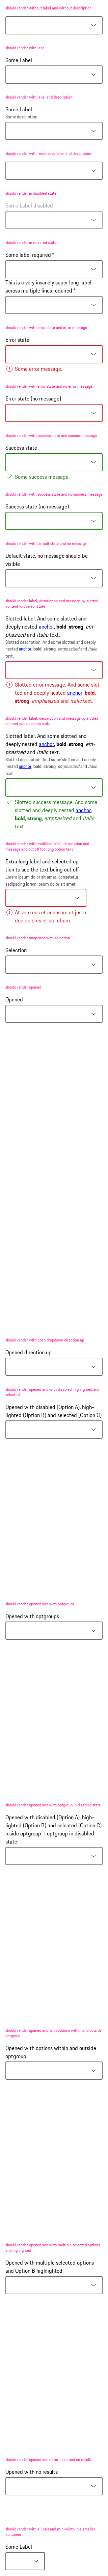 should render without label and without description
should render with label
Some Label
should render with label and description
Some Label
Some description
should render with responsive label and description
should render in disabled state
Some Label disabled
should render in required state
Some label required *
This is a very insanely super long label
across multiple lines required *
should render with error state and error message
Error state
Some error message.
should render with error state and no error message
Error state (no message)
should render with success state and success message
Success state
Some success message.
should render with success state and no success message
Success state (no message)
should render with default state and no message
Default state, no message should be
visible
should render label, description and message by slotted
content with error state
Slotted label. And some slotted and
deeply nested anchor, bold, strong, em-
phasized and italic text.
Slotted description. And some slotted and deeply
nested anchor, bold, strong, emphasized and italic
text.
Slotted error message. And some slot-
ted and deeply nested anchor, bold,
strong, emphasized and italic text.
should render label, description and message by slotted
content with success state
Slotted label. And some slotted and
deeply nested anchor, bold, strong, em-
phasized and italic text.
Slotted description. And some slotted and deeply
nested anchor, bold, strong, emphasized and italic
text.
Slotted success message. And some
slotted and deeply nested anchor,
bold, strong, emphasized and italic
text.
should render with multiline label, description and
message and cut off too long option text
Extra long label and selected op-
tion to see the text being cut off
Lorem ipsum dolor sit amet, consetetur
sadipscing lorem ipsum dolor sit amet
At vero eos et accusam et justo
duo dolores et ea rebum.
should render unopened with selection
Selection
should render opened
Opened
should render with open dropdown direction up
Opened direction up
should render opened and with disabled, highlighted and
selected
Opened with disabled (Option A), high-
lighted (Option B) and selected (Option C)
should render opened and with optgroups
Opened with optgroups
should render opened and with optgroup in disabled state
Opened with disabled (Option A), high-
lighted (Option B) and selected (Option C)
inside optgroup + optgroup in disabled
state
should render opened and with options within and outside
optgroup
Opened with options within and outside
optgroup
should render opened and with multiple selected options
and highlighted
Opened with multiple selected options
and Option B highlighted
should render opened with filter input and no results
Opened with no results
should render with ellipsis and min-width in a smaller
container
Some Label